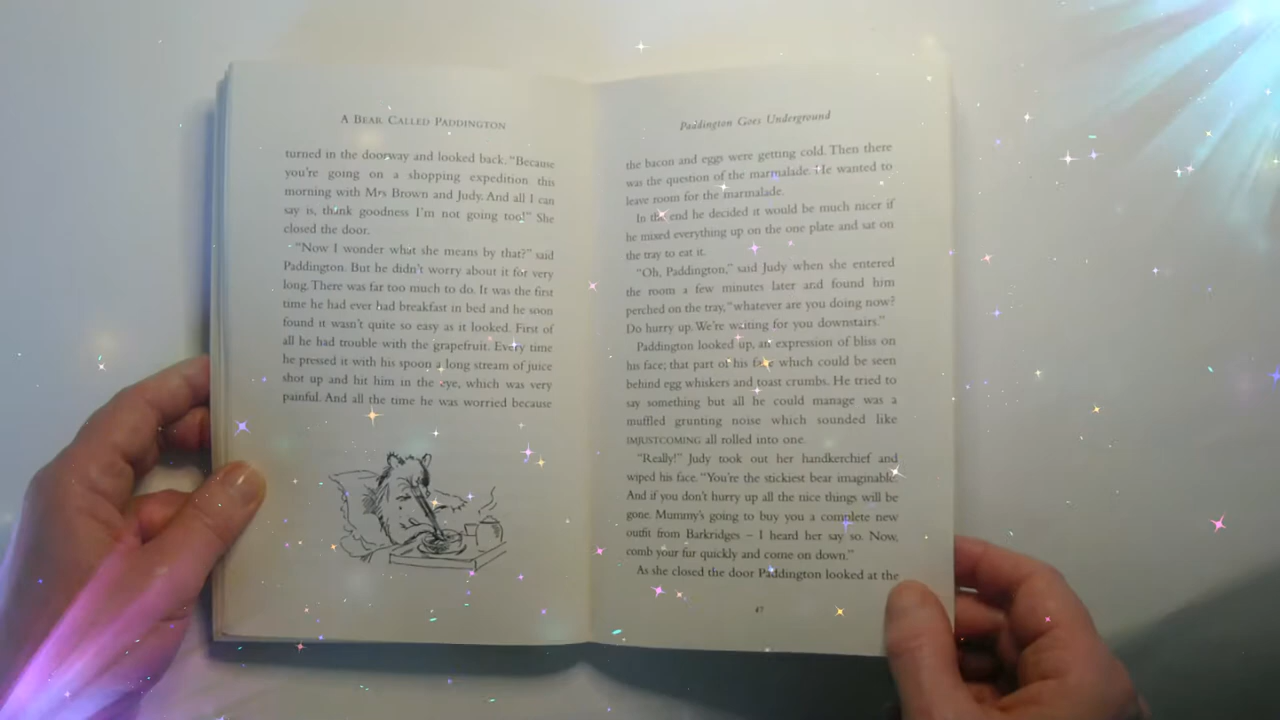 A BEAR CALLED PADDINGTON
turned in the doorway and looked back. “Because
you're going on a shopping expedition this
morning with Mrs Brown and Judy. And all I can
say is, think goodness I'm not going too!” She
closed the door.
“Now I wonder what she means by that?” said
Paddington. But he didn't worry about it for very
long. There was far too much to do. It was the first
time he had ever had breakfast in bed and he soon
found it wasn't quite so easy as it looked. First of
all he had trouble with the grapefruit. Every time
he pressed it with his spoon a long stream of juice
shot up and hit him in the eye, which was very
painful. And all the time he was worried because
Paddington Goes Underground
the bacon and eggs were getting cold. Then there
was the question of the marmalade. He wanted to
leave room for the marmalade.
In the end he decided it would be much nicer if
he mixed everything up on the one plate and sat on
the tray to eat it.
“Oh, Paddington,” said Judy when she entered
the room a few minutes later and found him
perched on the tray, “whatever are you doing now?
Do hurry up. We're waiting for you downstairs.”
Paddington looked up, an expression of bliss on
his face; that part of his face which could be seen
behind egg whiskers and toast crumbs. He tried to
say something but all he could manage was a
muffled grunting noise which sounded like
IMJUSTCOMING all rolled into one.
“Really!” Judy took out her handkerchief and
wiped his face. “You're the stickiest bear imaginable.
And if you don't hurry up all the nice things will be
gone. Mummy's going to buy you a complete new
outfit from Barkridges – I heard her say so. Now,
comb your fur quickly and come on down.”
As she closed the door Paddington looked at the
47